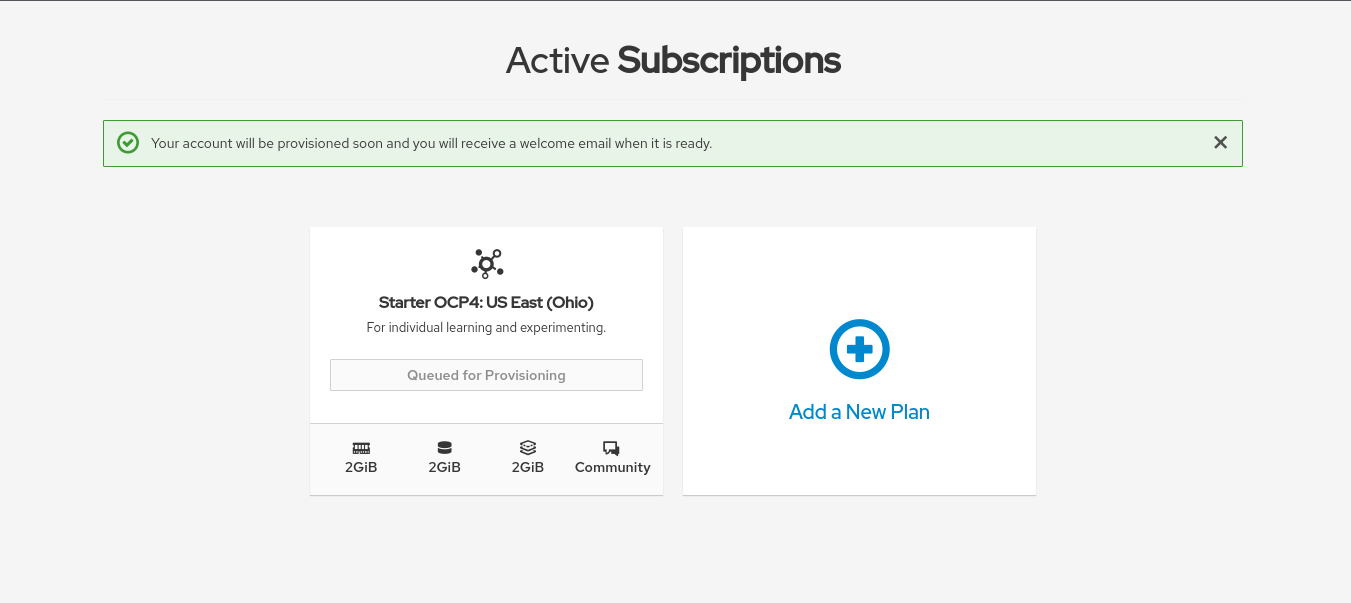 Active Subscriptions
Your account will be provisioned soon and you will receive a welcome email when it is ready.
Starter OCP4: US East (Ohio)
For individual learning and experimenting.
Queued for Provisioning
2GiB 2GiB 2GiB Community
Add a New Plan